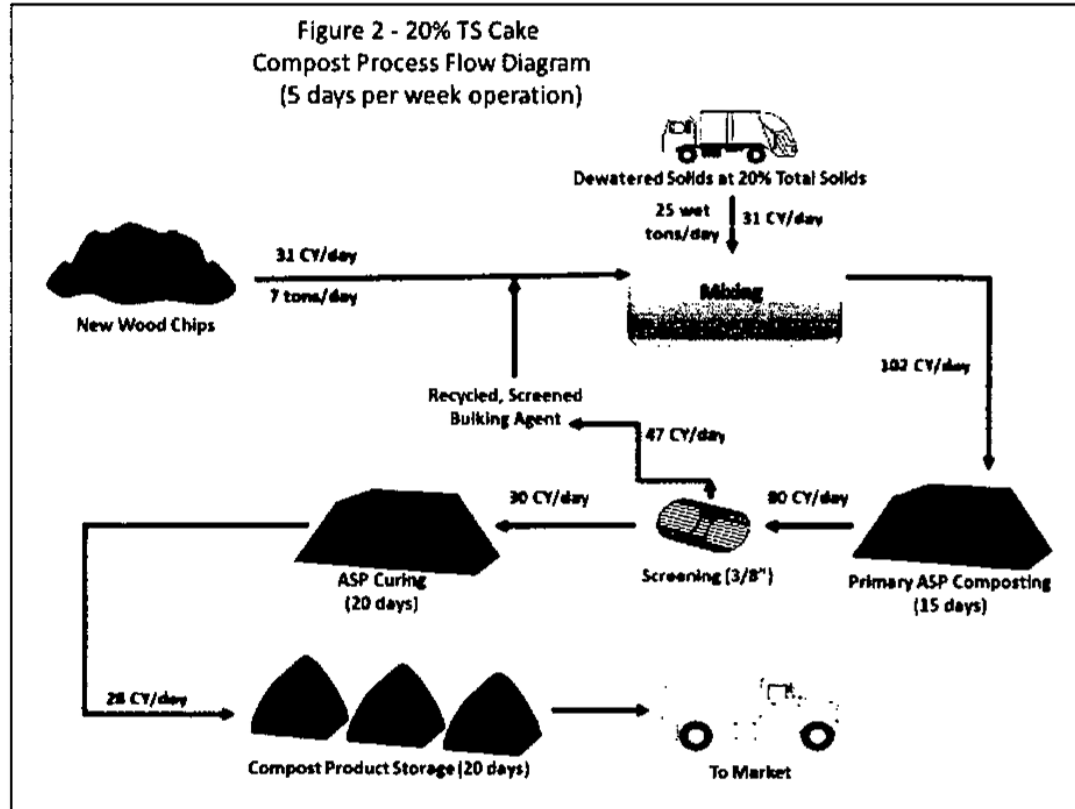 Figure 2 - 20% TS Cake
Compost Process Flow Diagram
(5 days per week operation)
Dewatered Solids at 20% Total Solids
25 wet
tons/day
31 CY/day
31 CY/day
7 tons/day
New Wood Chips
Mixing
102 CY/day
Recycled, Screened
Bulking Agent
47 CY/day
30 CY/day
80 CY/day
ASP Curing
(20 days)
Screening (3/8")
Primary ASP Composting
(15 days)
28 CY/day
Compost Product Storage (20 days)
To Market